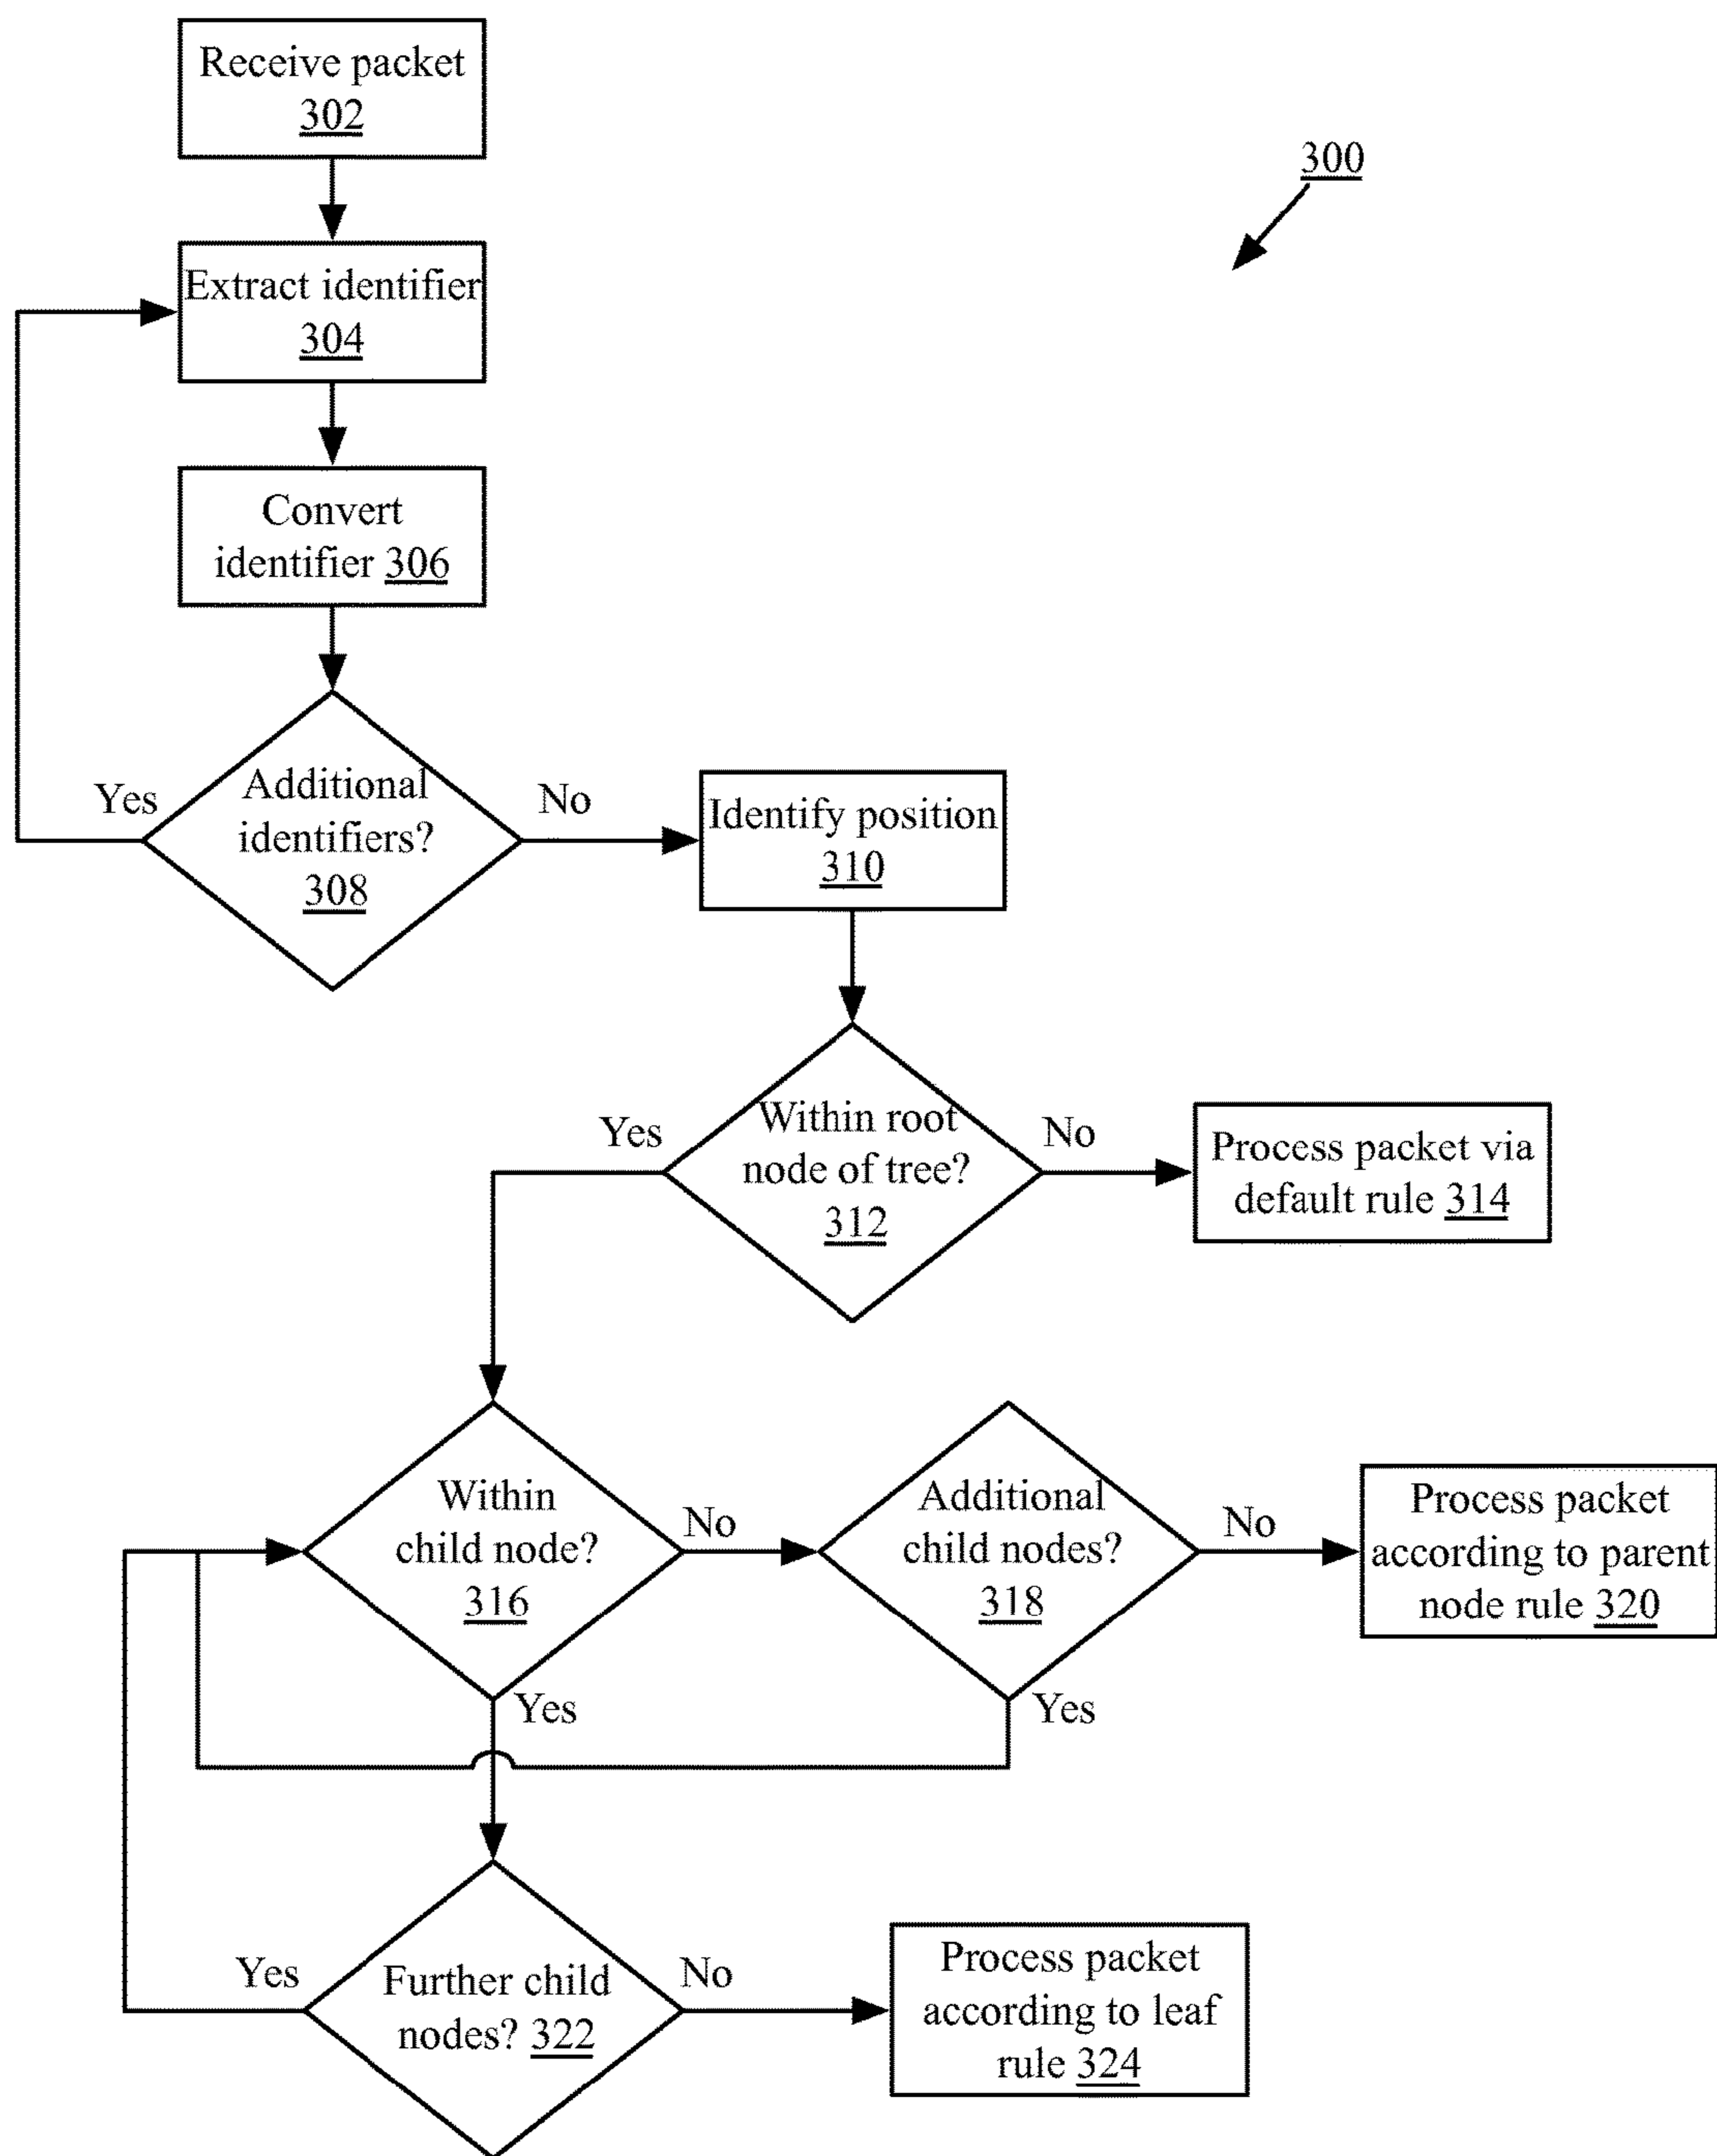 Receive packet
302
300
Extract identifier
304
Convert
identifier 306
Yes
Additional
identifiers?
308
No
Identify position
310
Yes
Within root
node of tree?
312
No
Process packet via
default rule 314
Within
child node?
316
No
Additional
child nodes?
318
No
Process packet
according to parent
node rule 320
Yes
Yes
Yes
Further child
nodes? 322
No
Process packet
according to leaf
rule 324